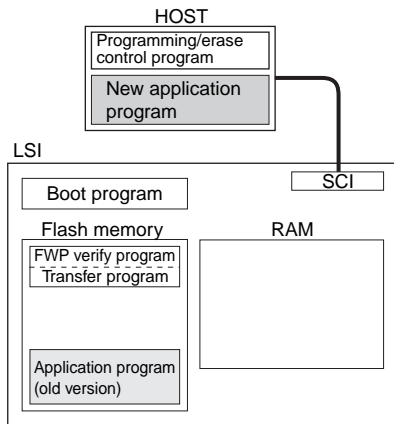 HOST
Programming/erase
control program
New application
program
LSI
SCI
Boot program
Flash memory
RAM
FWP verify program
Transfer program
Application program
(old version)